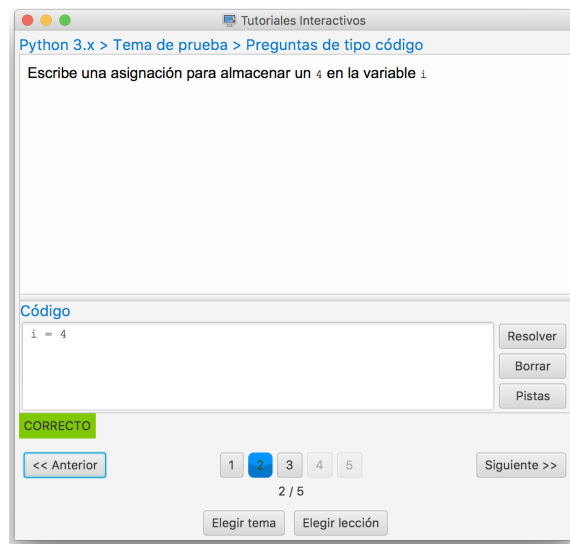 Tutoriales Interactivos
Python 3.x > Tema de prueba > Preguntas de tipo código
Escribe una asignación para almacenar un 4 en la variable i
Código
i = 4
Resolver
Borrar
Pistas
CORRECTO
<< Anterior
1 2 3 4 5
Siguiente >>
2 / 5
Elegir tema
Elegir lección